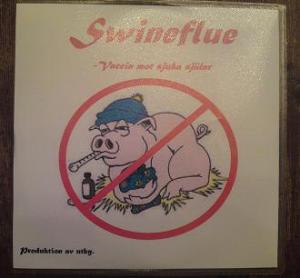 Swineflue
-Vaccin mot sjuka själar
Produktion av utbg.